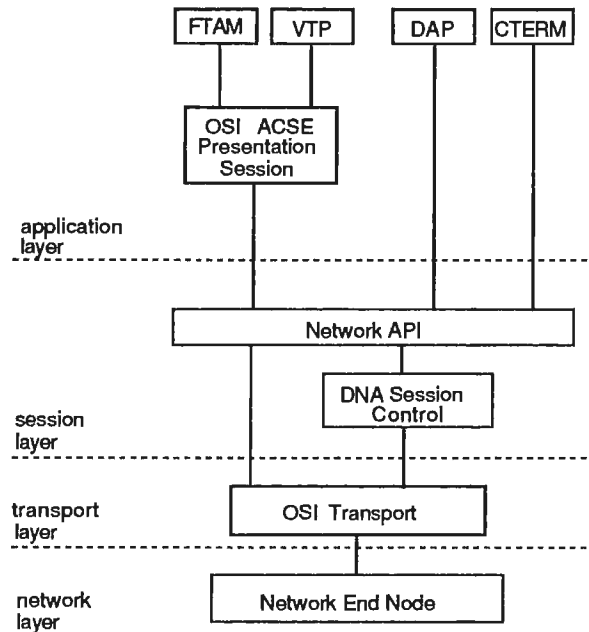 FTAM
VTP
DAP
CTERM
OSI ACSE
Presentation
Session
application
layer
Network API
DNA Session
Control
session
layer
transport
layer
OSI Transport
network
layer
Network End Node